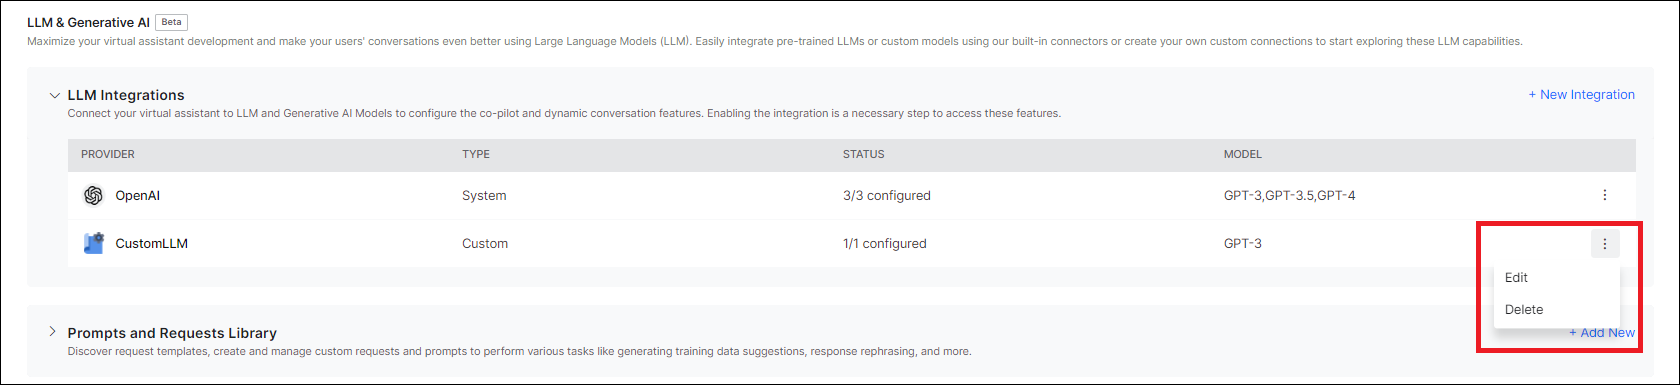 LLM & Generative AI Beta
Maximize your virtual assistant development and make your users' conversations even better using Large Language Models (LLM). Easily integrate pre-trained LLMs or custom models using our built-in connectors or create your own custom connections to start exploring these LLM capabilities.
LLM Integrations + New Integration
Connect your virtual assistant to LLM and Generative AI Models to configure the co-pilot and dynamic conversation features. Enabling the integration is a necessary step to access these features.
PROVIDER TYPE STATUS MODEL
OpenAI System 3/3 configured GPT-3,GPT-3.5,GPT-4
CustomLLM Custom 1/1 configured GPT-3
Edit
Delete
Prompts and Requests Library + Add New
Discover request templates, create and manage custom requests and prompts to perform various tasks like generating training data suggestions, response rephrasing, and more.